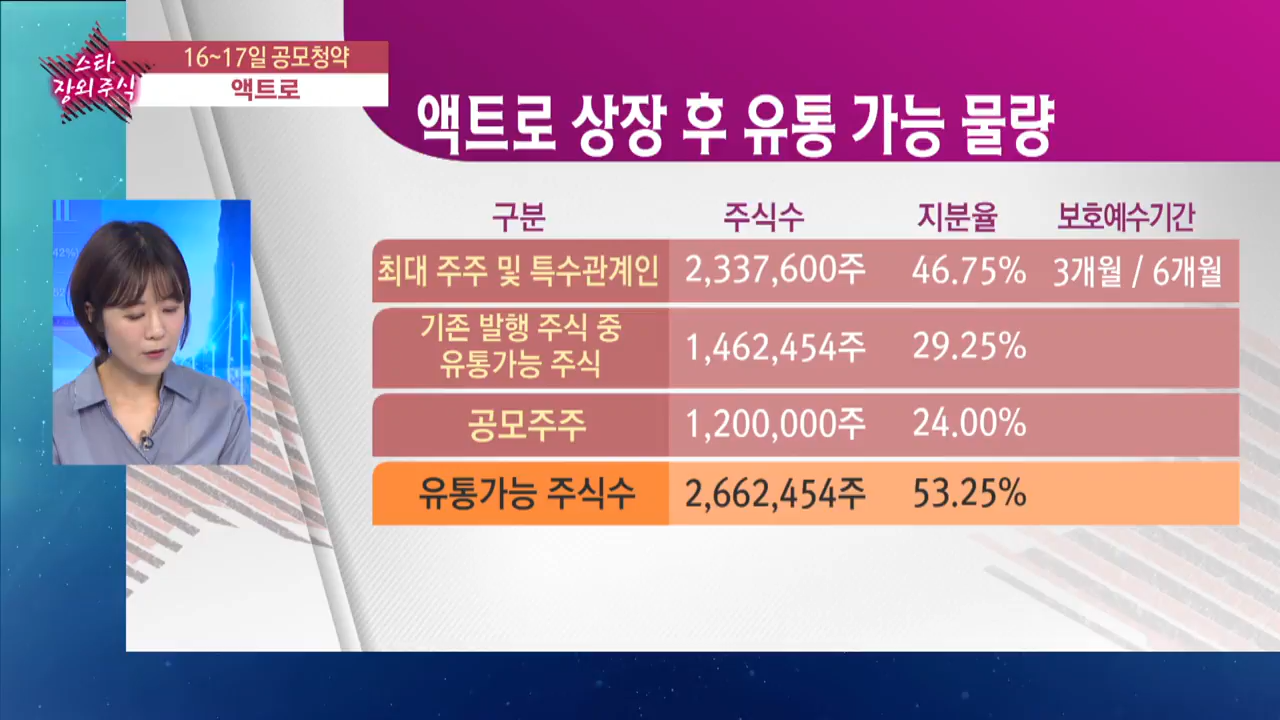 스타
장외주식
16~17일 공모청약
액트로
액트로 상장 후 유통 가능 물량
구분 주식수 지분율 보호예수기간
최대 주주 및 특수관계인 2,337,600주 46.75% 3개월 / 6개월
기존 발행 주식 중
유통가능 주식 1,462,454주 29.25%
공모주주 1,200,000주 24.00%
유통가능 주식수 2,662,454주 53.25%
42%)